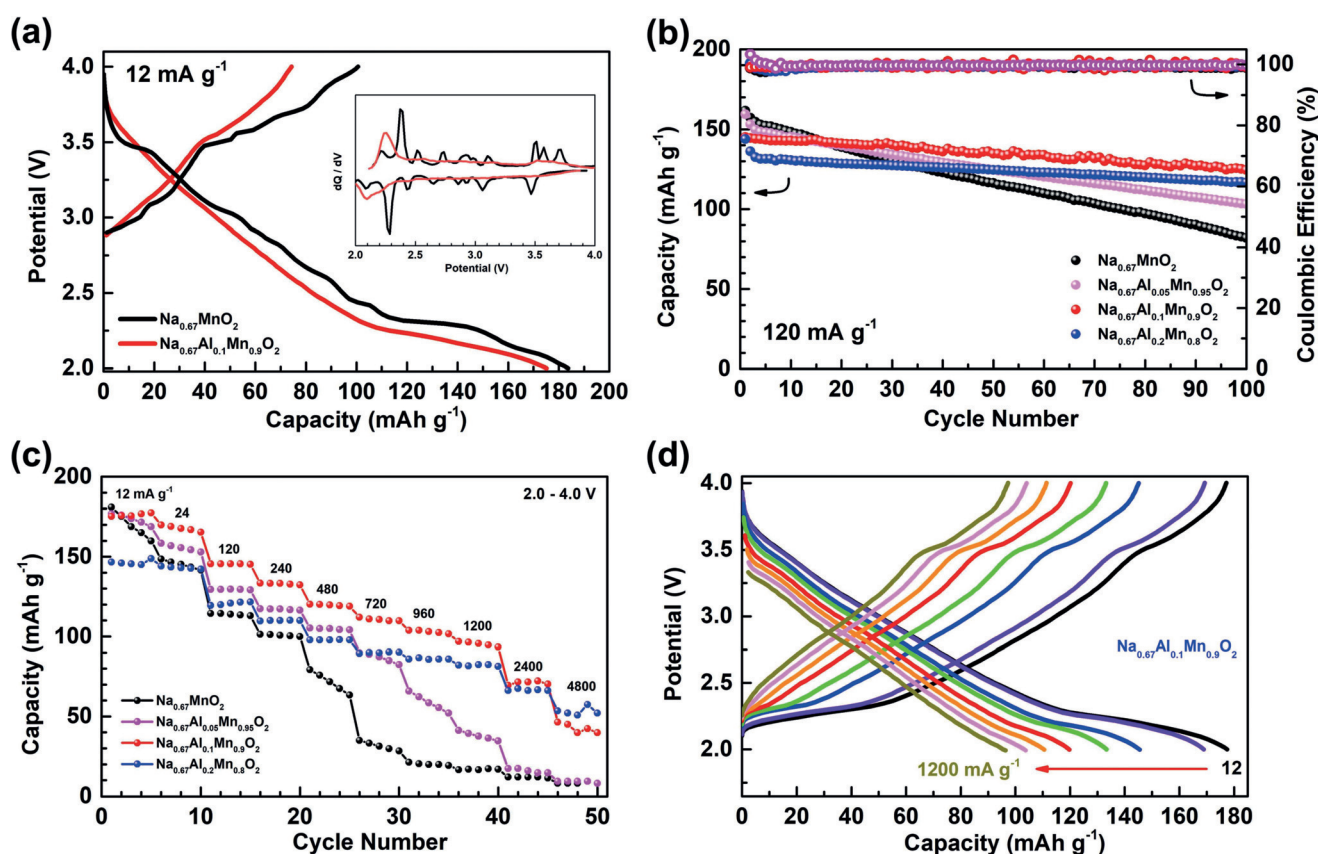 (a)
12 mA g⁻¹
4.0
3.5
3.0
2.5
2.0
Potential (V)
0 20 40 60 80 100 120 140 160 180 200
Capacity (mAh g⁻¹)
dQ / dV
2.0 2.5 3.0 3.5 4.0
Potential (V)
Na₀.₆₇MnO₂
Na₀.₆₇Al₀.₁Mn₀.₉O₂
(b)
200
150
100
50
0
Capacity (mAh g⁻¹)
100
80
60
40
20
0
Coulombic Efficiency (%)
Na₀.₆₇MnO₂
Na₀.₆₇Al₀.₀₅Mn₀.₉₅O₂
Na₀.₆₇Al₀.₁Mn₀.₉O₂
Na₀.₆₇Al₀.₂Mn₀.₈O₂
120 mA g⁻¹
0 10 20 30 40 50 60 70 80 90 100
Cycle Number
(c)
200
150
100
50
0
Capacity (mAh g⁻¹)
12 mA g⁻¹
2.0 - 4.0 V
24
120
240
480
720
960
1200
2400
4800
Na₀.₆₇MnO₂
Na₀.₆₇Al₀.₀₅Mn₀.₉₅O₂
Na₀.₆₇Al₀.₁Mn₀.₉O₂
Na₀.₆₇Al₀.₂Mn₀.₈O₂
0 10 20 30 40 50
Cycle Number
(d)
4.0
3.5
3.0
2.5
2.0
Potential (V)
Na₀.₆₇Al₀.₁Mn₀.₉O₂
1200 mA g⁻¹ 12
0 20 40 60 80 100 120 140 160 180
Capacity (mAh g⁻¹)